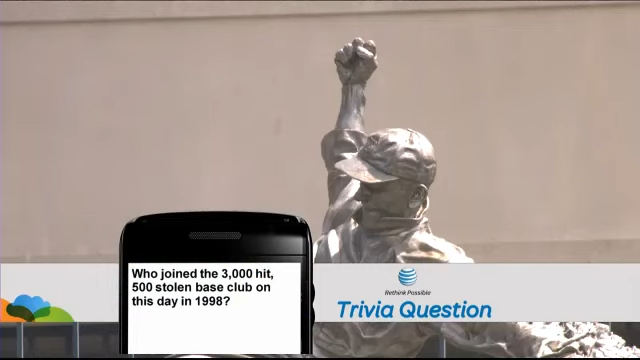 Who joined the 3,000 hit,
500 stolen base club on
this day in 1998?
Rethink Possible
Trivia Question